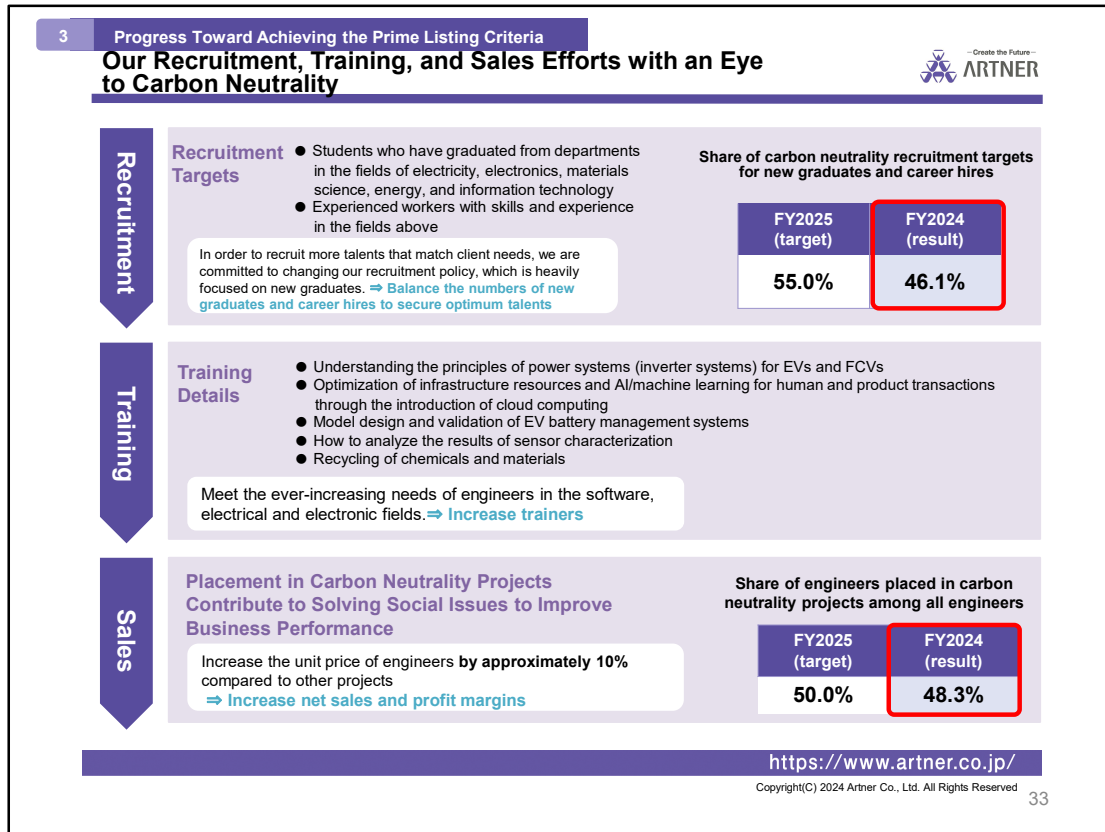 3 Progress Toward Achieving the Prime Listing Criteria
Our Recruitment, Training, and Sales Efforts with an Eye
to Carbon Neutrality
–Create the Future–
ARTNER
Recruitment
Recruitment
Targets
● Students who have graduated from departments
in the fields of electricity, electronics, materials
science, energy, and information technology
● Experienced workers with skills and experience
in the fields above
In order to recruit more talents that match client needs, we are
committed to changing our recruitment policy, which is heavily
focused on new graduates. ⇒ Balance the numbers of new
graduates and career hires to secure optimum talents
Share of carbon neutrality recruitment targets
for new graduates and career hires
FY2025 FY2024
(target) (result)
55.0% 46.1%
Training
Training
Details
● Understanding the principles of power systems (inverter systems) for EVs and FCVs
● Optimization of infrastructure resources and AI/machine learning for human and product transactions
through the introduction of cloud computing
● Model design and validation of EV battery management systems
● How to analyze the results of sensor characterization
● Recycling of chemicals and materials
Meet the ever-increasing needs of engineers in the software,
electrical and electronic fields.⇒ Increase trainers
Sales
Placement in Carbon Neutrality Projects
Contribute to Solving Social Issues to Improve
Business Performance
Increase the unit price of engineers by approximately 10%
compared to other projects
⇒ Increase net sales and profit margins
Share of engineers placed in carbon
neutrality projects among all engineers
FY2025 FY2024
(target) (result)
50.0% 48.3%
https://www.artner.co.jp/
Copyright(C) 2024 Artner Co., Ltd. All Rights Reserved
33